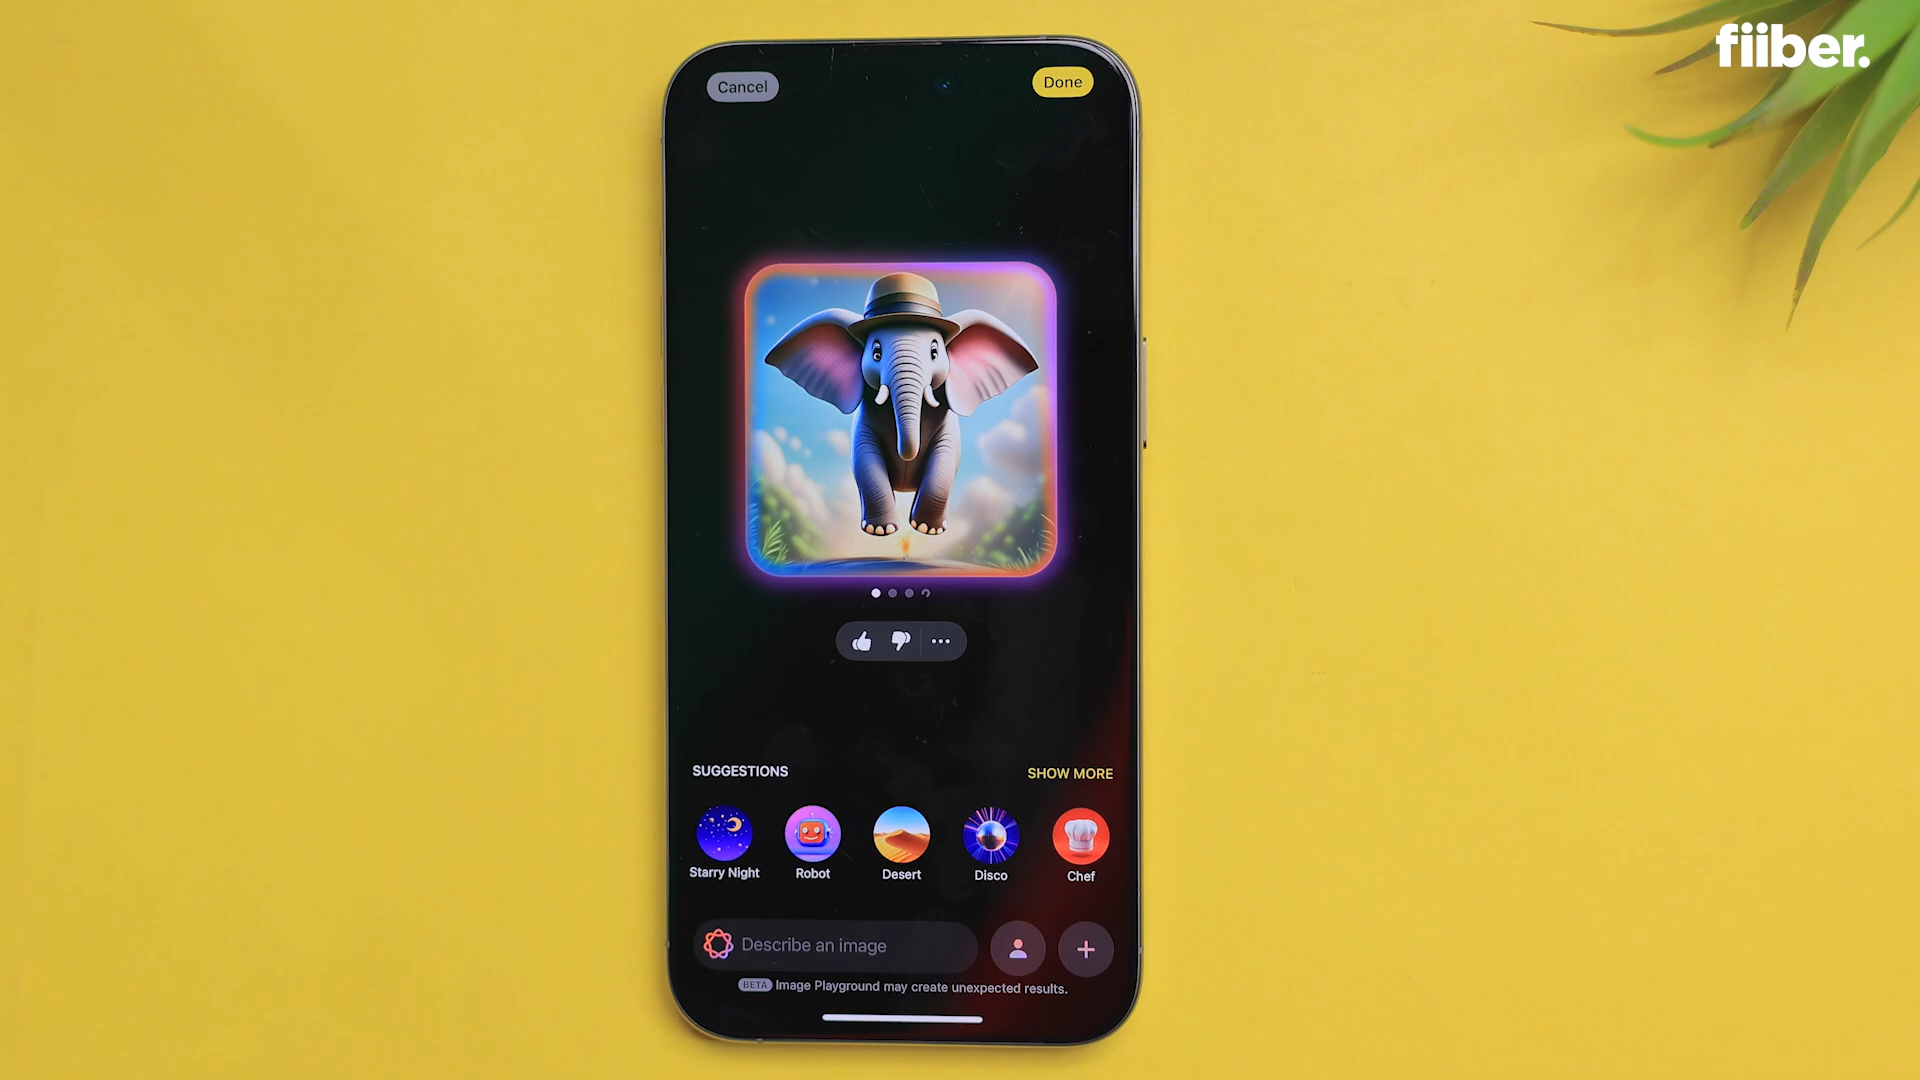 fiiber.
Cancel
Done
SUGGESTIONS
SHOW MORE
Starry Night
Robot
Desert
Disco
Chef
Describe an image
BETA Image Playground may create unexpected results.